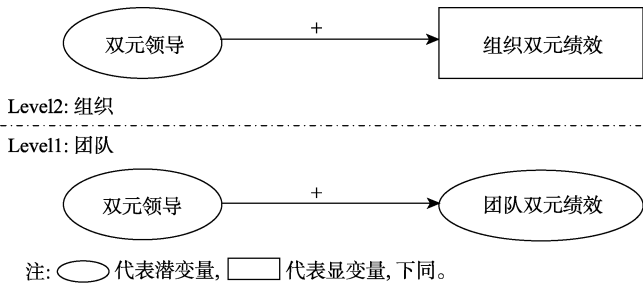 双元领导
+
组织双元绩效
Level2: 组织
Level1: 团队
双元领导
+
团队双元绩效
注: 代表潜变量, 代表显变量, 下同。